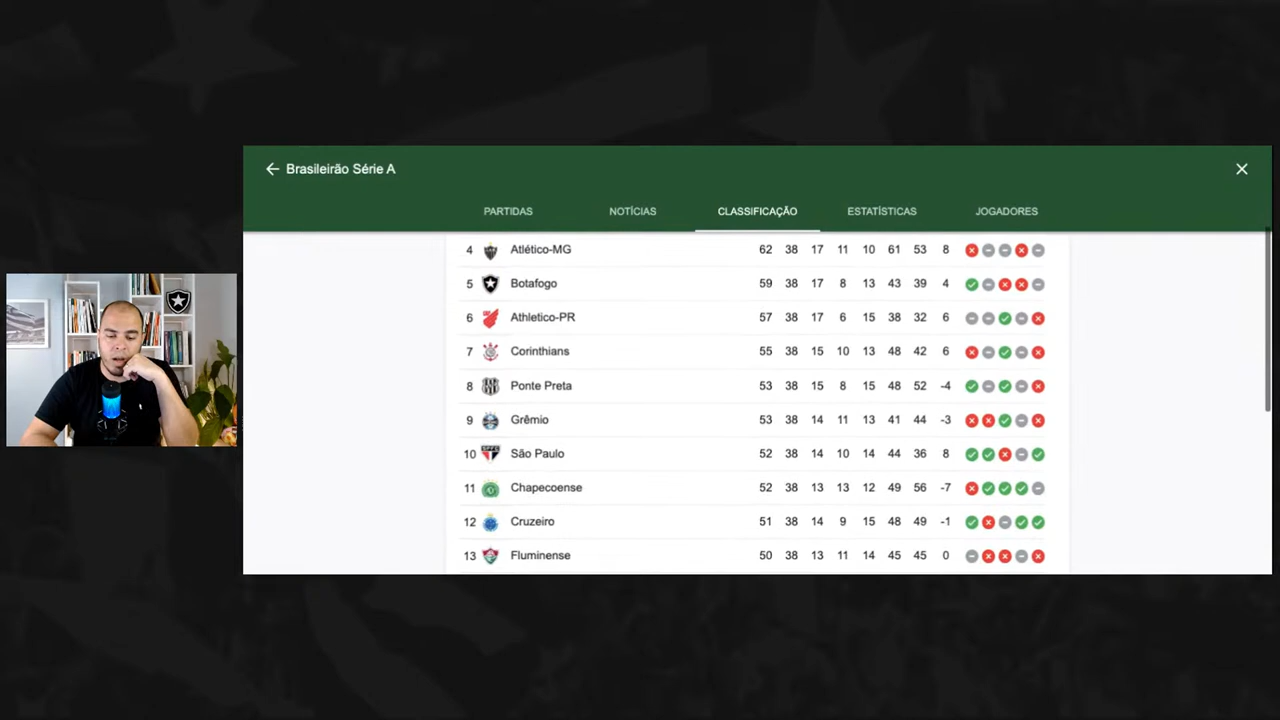 Brasileirão Série A
PARTIDAS NOTÍCIAS CLASSIFICAÇÃO ESTATÍSTICAS JOGADORES
4 Atlético-MG 62 38 17 11 10 61 53 8
5 Botafogo 59 38 17 8 13 43 39 4
6 Athletico-PR 57 38 17 6 15 38 32 6
7 Corinthians 55 38 15 10 13 48 42 6
8 Ponte Preta 53 38 15 8 15 48 52 -4
9 Grêmio 53 38 14 11 13 41 44 -3
10 São Paulo 52 38 14 10 14 44 36 8
11 Chapecoense 52 38 13 13 12 49 56 -7
12 Cruzeiro 51 38 14 9 15 48 49 -1
13 Fluminense 50 38 13 11 14 45 45 0